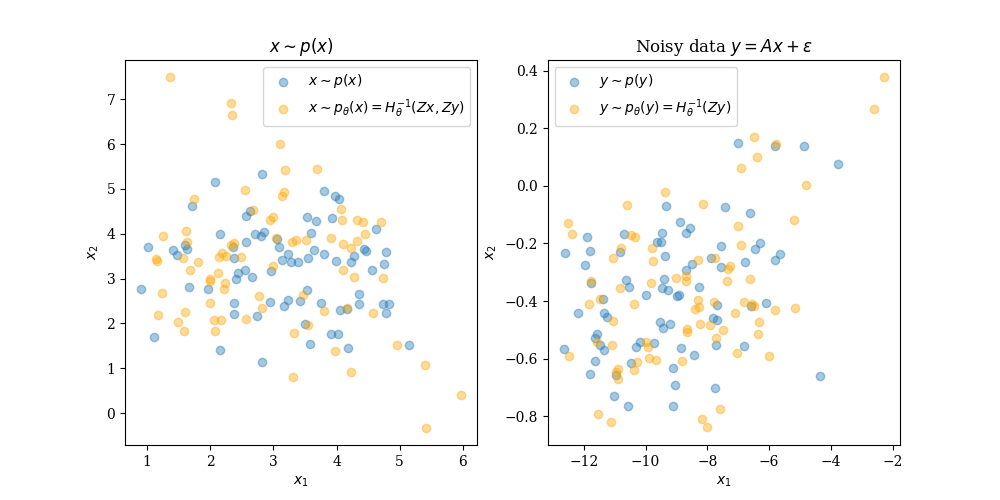 x ~ p(x)
x ~ p(x)
x ~ pθ(x) = Hθ̅⁻¹(Zx, Zy)
7
6
5
4
3
2
1
0
x₂
1
2
3
4
5
6
x₁
Noisy data y = Ax + ε
y ~ p(y)
y ~ pθ(y) = Hθ̅⁻¹(Zy)
0.4
0.2
0.0
−0.2
−0.4
−0.6
−0.8
x₂
−12
−10
−8
−6
−4
−2
x₁